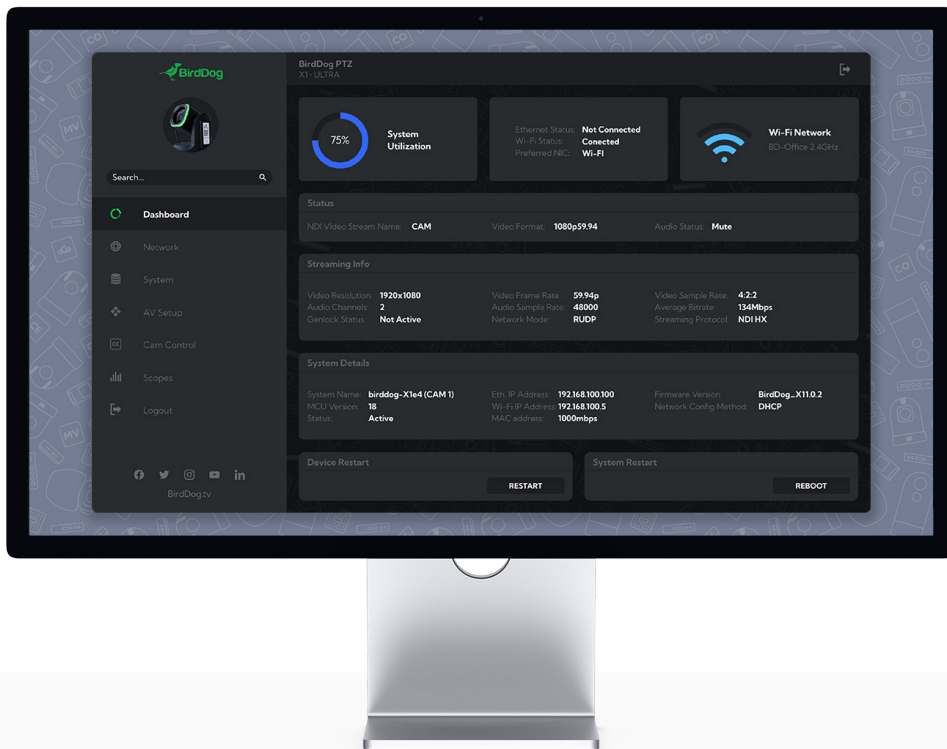 BirdDog
Search...
Dashboard
Network
System
AV Setup
Cam Control
Scopes
Logout
BirdDog.tv
BirdDog PTZ
X1 - ULTRA
75%
System
Utilization
Ethernet Status: Not Connected
Wi-Fi Status: Conected
Preferred NIC: Wi-Fi
Wi-Fi Network
BD-Office 2.4GHz
Status
NDI Video Stream Name: CAM Video Format: 1080p59.94 Audio Status: Mute
Streaming Info
Video Resolution: 1920x1080 Video Frame Rate: 59.94p Video Sample Rate: 4:2:2
Audio Channels: 2 Audio Sample Rate: 48000 Average Bitrate 134Mbps
Genlock Status Not Active Network Mode: RUDP Streaming Protocol: NDI HX
System Details
System Name: birddog-X1e4 (CAM 1) Eth. IP Address: 192.168.100.100 Firmware Version: BirdDog_X11.0.2
MCU Version: 18 Wi-Fi IP Address: 192.168.100.5 Network Config Method: DHCP
Status: Active MAC address: 1000mbps
Device Restart
RESTART
System Restart
REBOOT